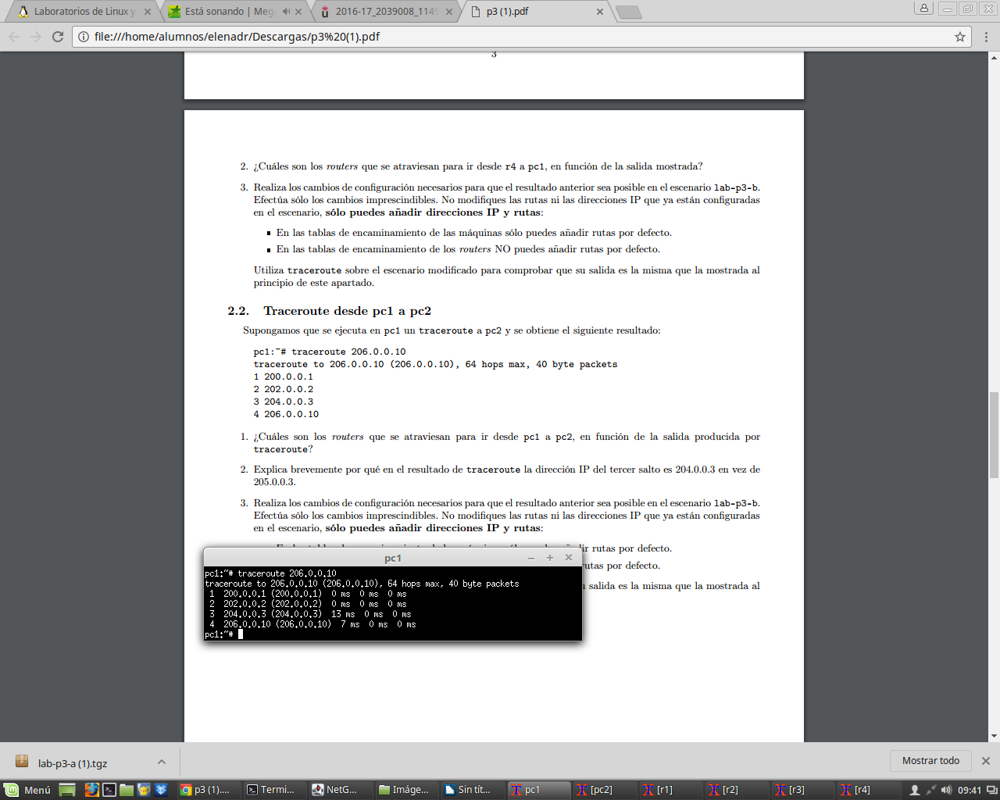 Laboratorios de Linux y
Está sonando | Meg
2016-17_2039008_114
p3 (1).pdf
file:///home/alumnos/elenadr/Descargas/p3%20(1).pdf
3
2. ¿Cuáles son los routers que se atraviesan para ir desde r4 a pc1, en función de la salida mostrada?
3. Realiza los cambios de configuración necesarios para que el resultado anterior sea posible en el escenario lab-p3-b.
Efectúa sólo los cambios imprescindibles. No modifiques las rutas ni las direcciones IP que ya están configuradas
en el escenario, sólo puedes añadir direcciones IP y rutas:
▪ En las tablas de encaminamiento de las máquinas sólo puedes añadir rutas por defecto.
▪ En las tablas de encaminamiento de los routers NO puedes añadir rutas por defecto.
Utiliza traceroute sobre el escenario modificado para comprobar que su salida es la misma que la mostrada al
principio de este apartado.
2.2. Traceroute desde pc1 a pc2
Supongamos que se ejecuta en pc1 un traceroute a pc2 y se obtiene el siguiente resultado:
pc1:~# traceroute 206.0.0.10
traceroute to 206.0.0.10 (206.0.0.10), 64 hops max, 40 byte packets
1 200.0.0.1
2 202.0.0.2
3 204.0.0.3
4 206.0.0.10
1. ¿Cuáles son los routers que se atraviesan para ir desde pc1 a pc2, en función de la salida producida por
traceroute?
2. Explica brevemente por qué en el resultado de traceroute la dirección IP del tercer salto es 204.0.0.3 en vez de
205.0.0.3.
3. Realiza los cambios de configuración necesarios para que el resultado anterior sea posible en el escenario lab-p3-b.
Efectúa sólo los cambios imprescindibles. No modifiques las rutas ni las direcciones IP que ya están configuradas
en el escenario, sólo puedes añadir direcciones IP y rutas:
rutas por defecto.
rutas por defecto.
salida es la misma que la mostrada al
pc1
pc1:~# traceroute 206.0.0.10
traceroute to 206.0.0.10 (206.0.0.10), 64 hops max, 40 byte packets
1 200.0.0.1 (200.0.0.1) 0 ms 0 ms 0 ms
2 202.0.0.2 (202.0.0.2) 0 ms 0 ms 0 ms
3 204.0.0.3 (204.0.0.3) 13 ms 0 ms 0 ms
4 206.0.0.10 (206.0.0.10) 7 ms 0 ms 0 ms
pc1:~#
lab-p3-a (1).tgz
Mostrar todo
Menú
p3 (1)....
Termi...
NetG...
Imáge...
Sin tít...
pc1
[pc2]
[r1]
[r2]
[r3]
[r4]
09:41